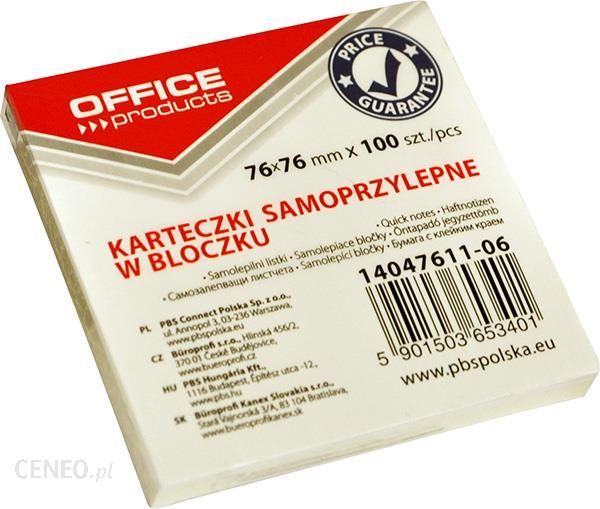 OFFICE
products
PRICE
GUARANTEE
76x76 mm x 100 szt./pcs
KARTECZKI SAMOPRZYLEPNE
W BLOCZKU
• Quick notes • Haftnotizen
• Samolepilni listki • Samolepiace bločky • Öntapadó jegyzettömb
• Самозалепващи листчета • Samolepící bločky • Бумага с клейким краем
PL PBS Connect Polska Sp. z o.o.,
ul. Annopol 3, 03-236 Warszawa,
www.pbspolska.eu
CZ Büroprofi s.r.o., Hlinská 456/2,
370 01 České Budějovice,
www.bueroprofi.cz
HU PBS Hungária Kft.,
1116 Budapest, Építész utca -12,
www.pbs.hu
SK Büroprofi Kanex Slovakia s.r.o.,
Stará Vajnorská 3/A, 83 104 Bratislava,
www.bueroprofikanex.sk
14047611-06
5 901503 653401
www.pbspolska.eu
CENEO.pl